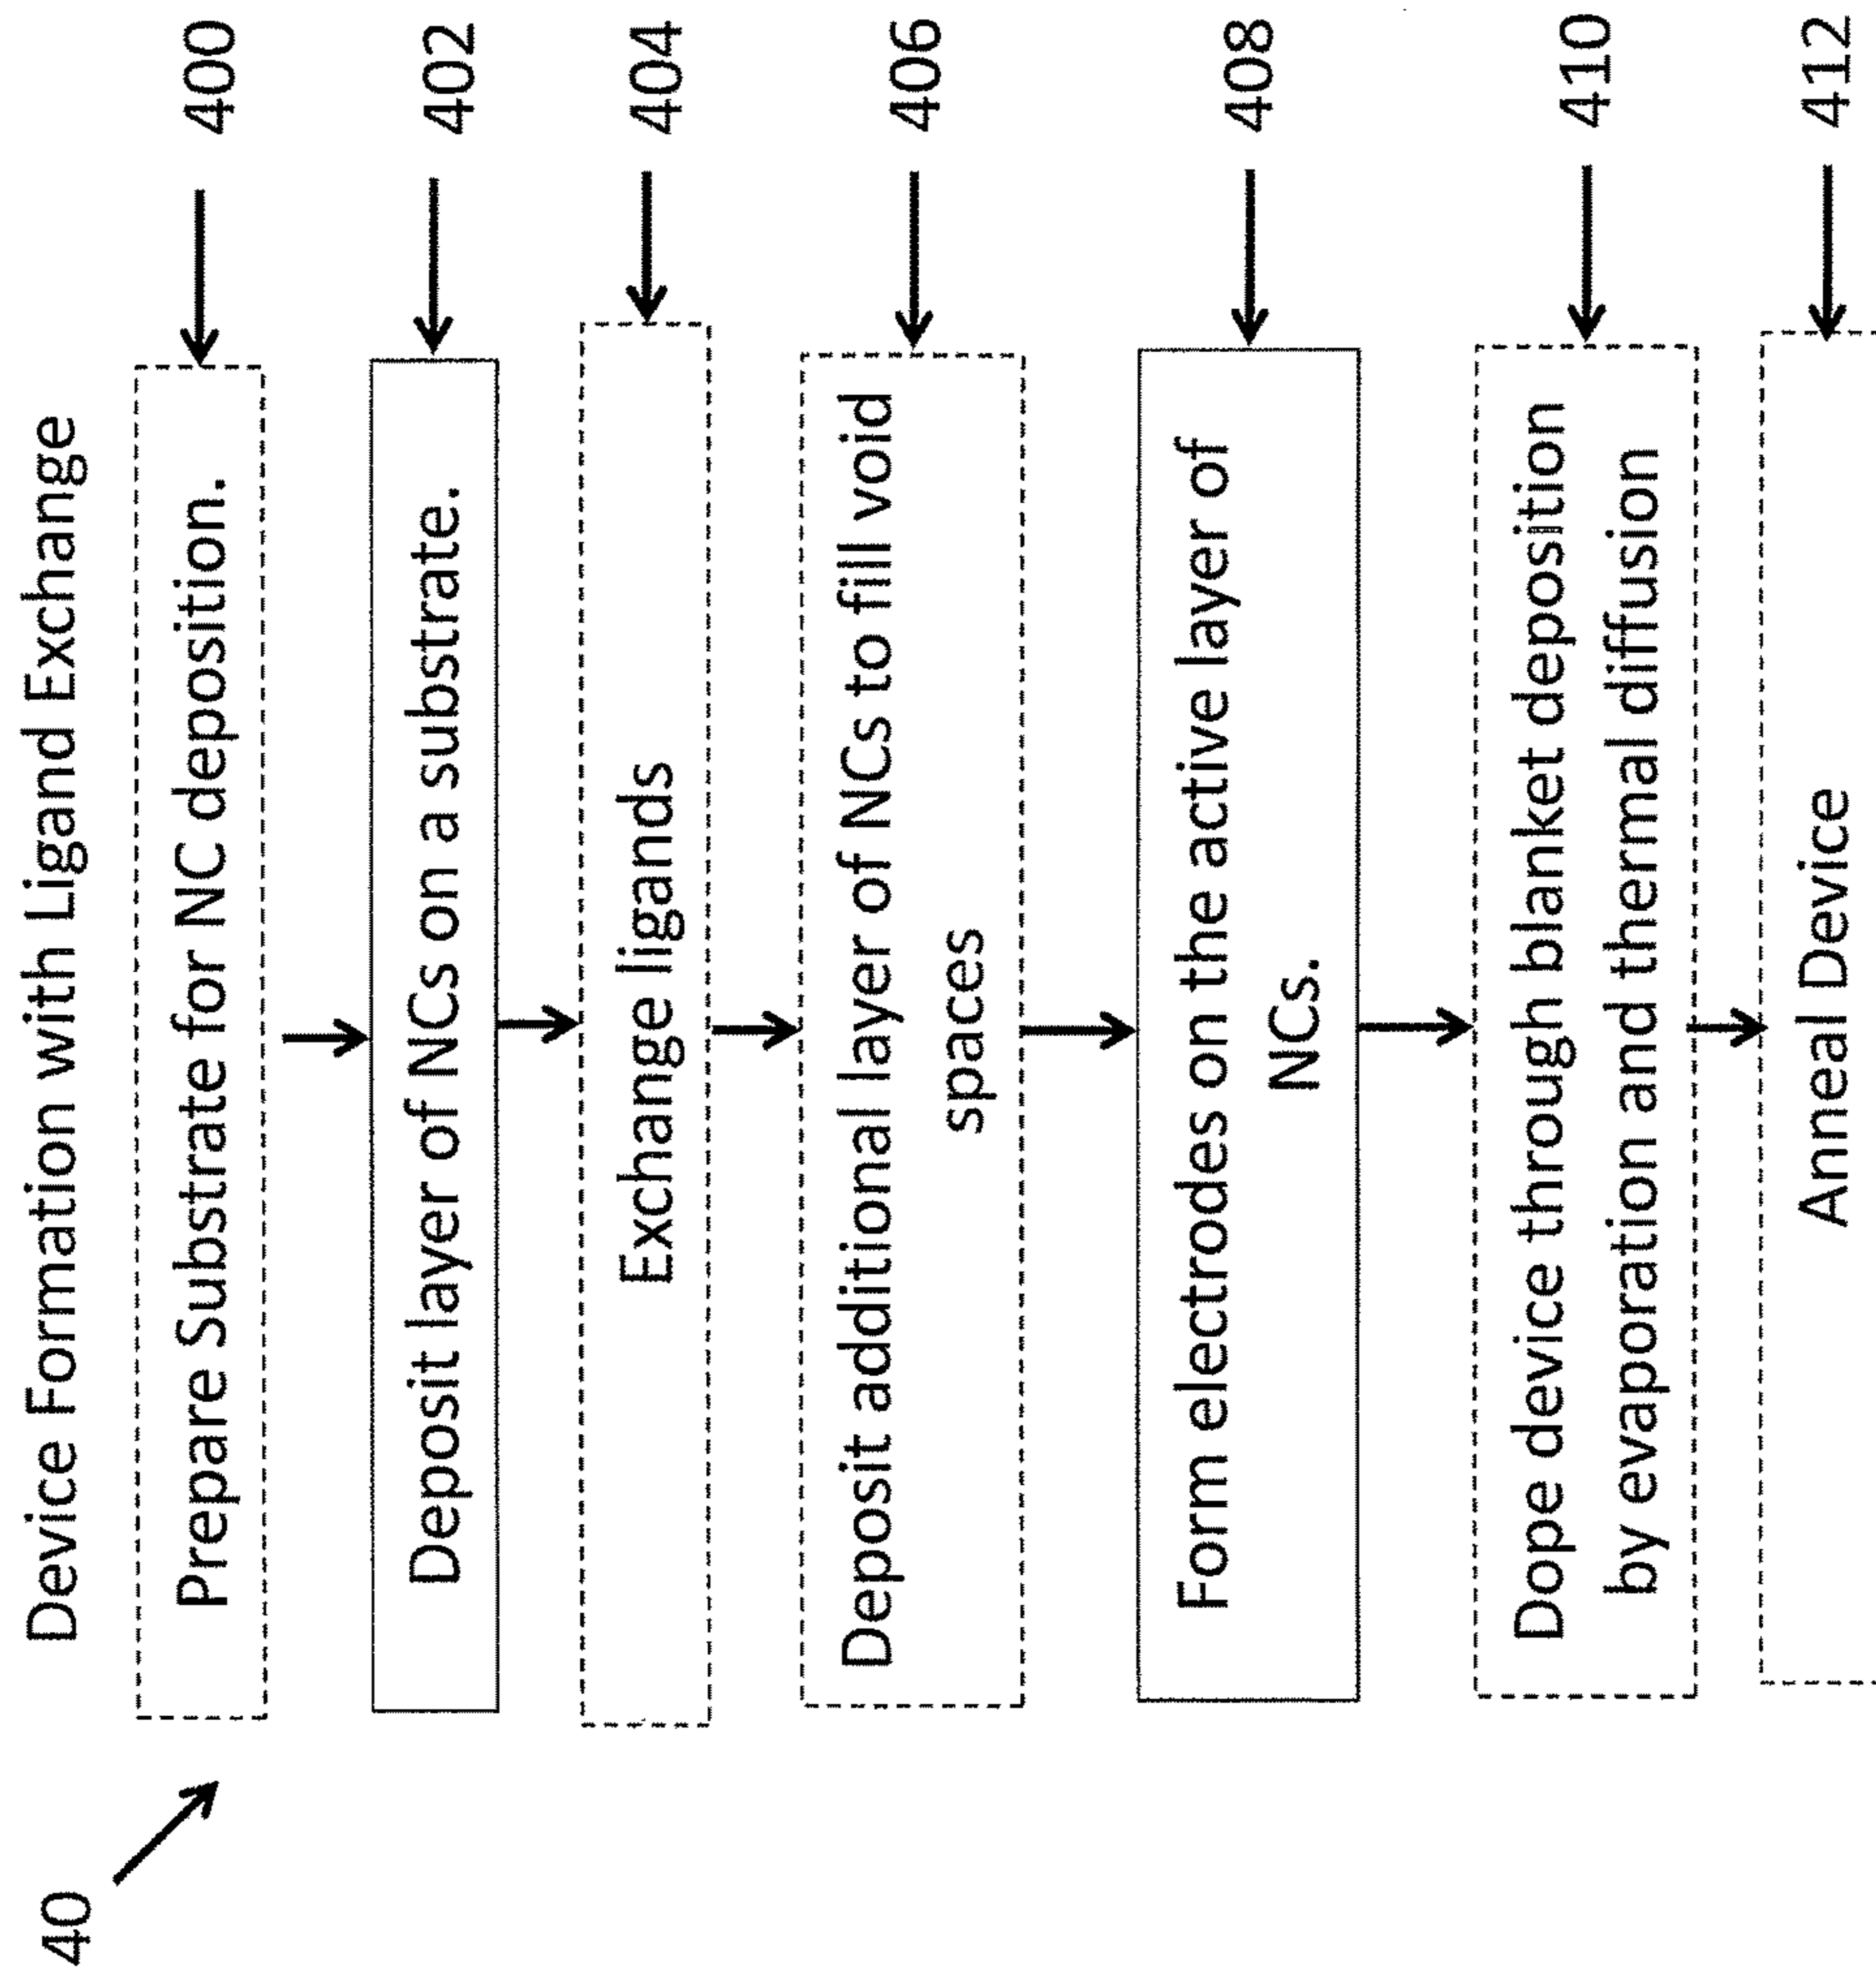 40
Device Formation with Ligand Exchange
Prepare Substrate for NC deposition.
400
Deposit layer of NCs on a substrate.
402
Exchange ligands
404
Deposit additional layer of NCs to fill void
spaces
406
Form electrodes on the active layer of
NCs.
408
Dope device through blanket deposition
by evaporation and thermal diffusion
410
Anneal Device
412